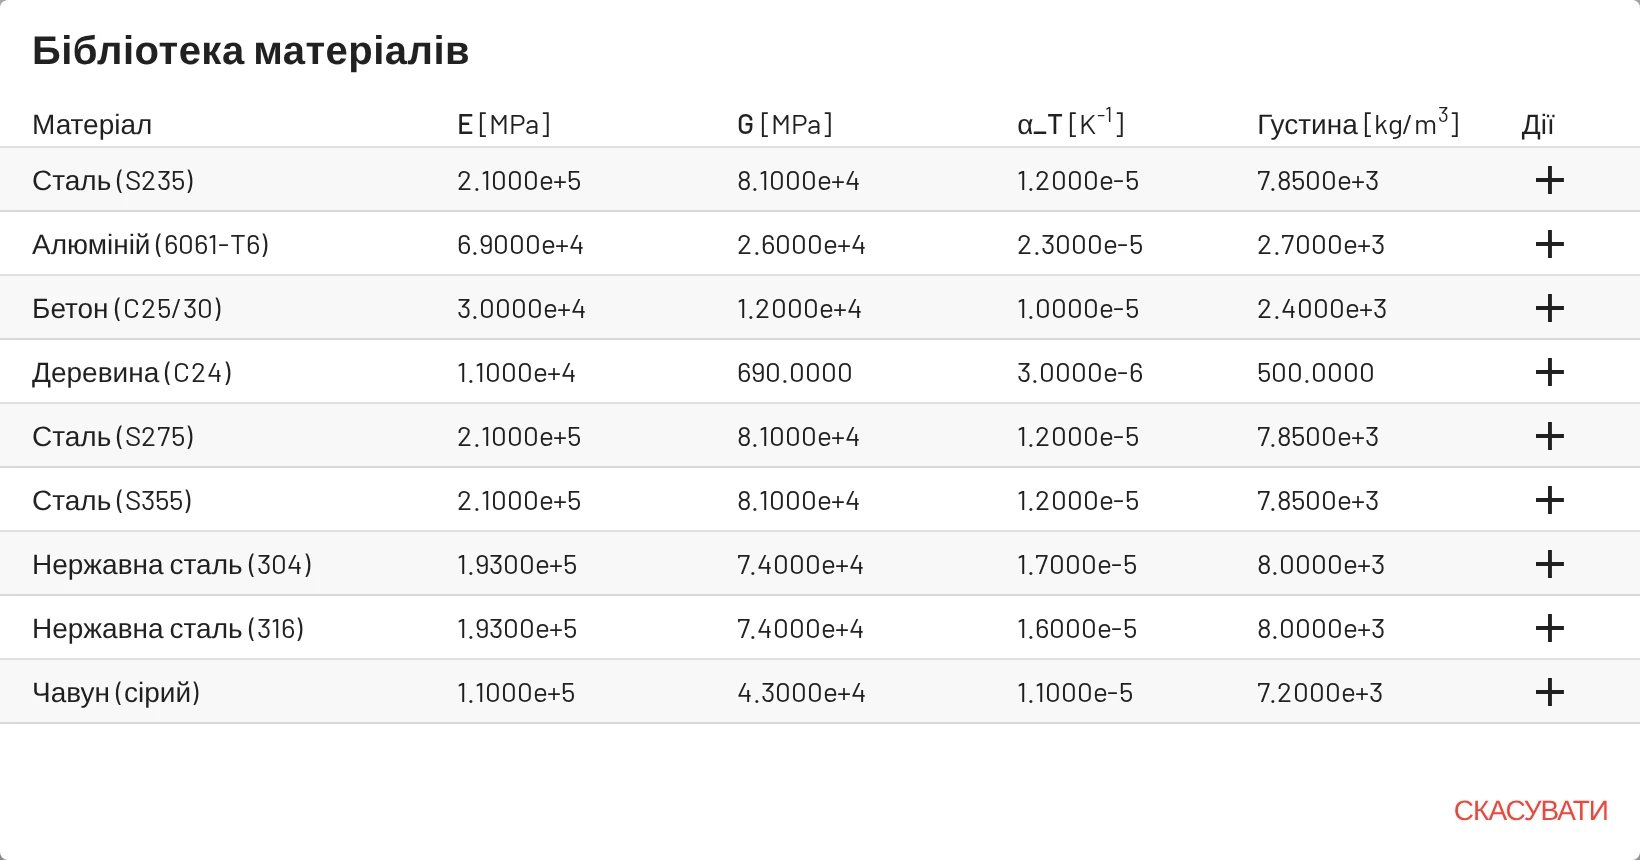 Бібліотека матеріалів
Матеріал E [MPa] G [MPa] α_T [K⁻¹] Густина [kg/m³] Дії
Сталь (S235) 2.1000e+5 8.1000e+4 1.2000e-5 7.8500e+3 +
Алюміній (6061-T6) 6.9000e+4 2.6000e+4 2.3000e-5 2.7000e+3 +
Бетон (C25/30) 3.0000e+4 1.2000e+4 1.0000e-5 2.4000e+3 +
Деревина (C24) 1.1000e+4 690.0000 3.0000e-6 500.0000 +
Сталь (S275) 2.1000e+5 8.1000e+4 1.2000e-5 7.8500e+3 +
Сталь (S355) 2.1000e+5 8.1000e+4 1.2000e-5 7.8500e+3 +
Нержавна сталь (304) 1.9300e+5 7.4000e+4 1.7000e-5 8.0000e+3 +
Нержавна сталь (316) 1.9300e+5 7.4000e+4 1.6000e-5 8.0000e+3 +
Чавун (сірий) 1.1000e+5 4.3000e+4 1.1000e-5 7.2000e+3 +
СКАСУВАТИ